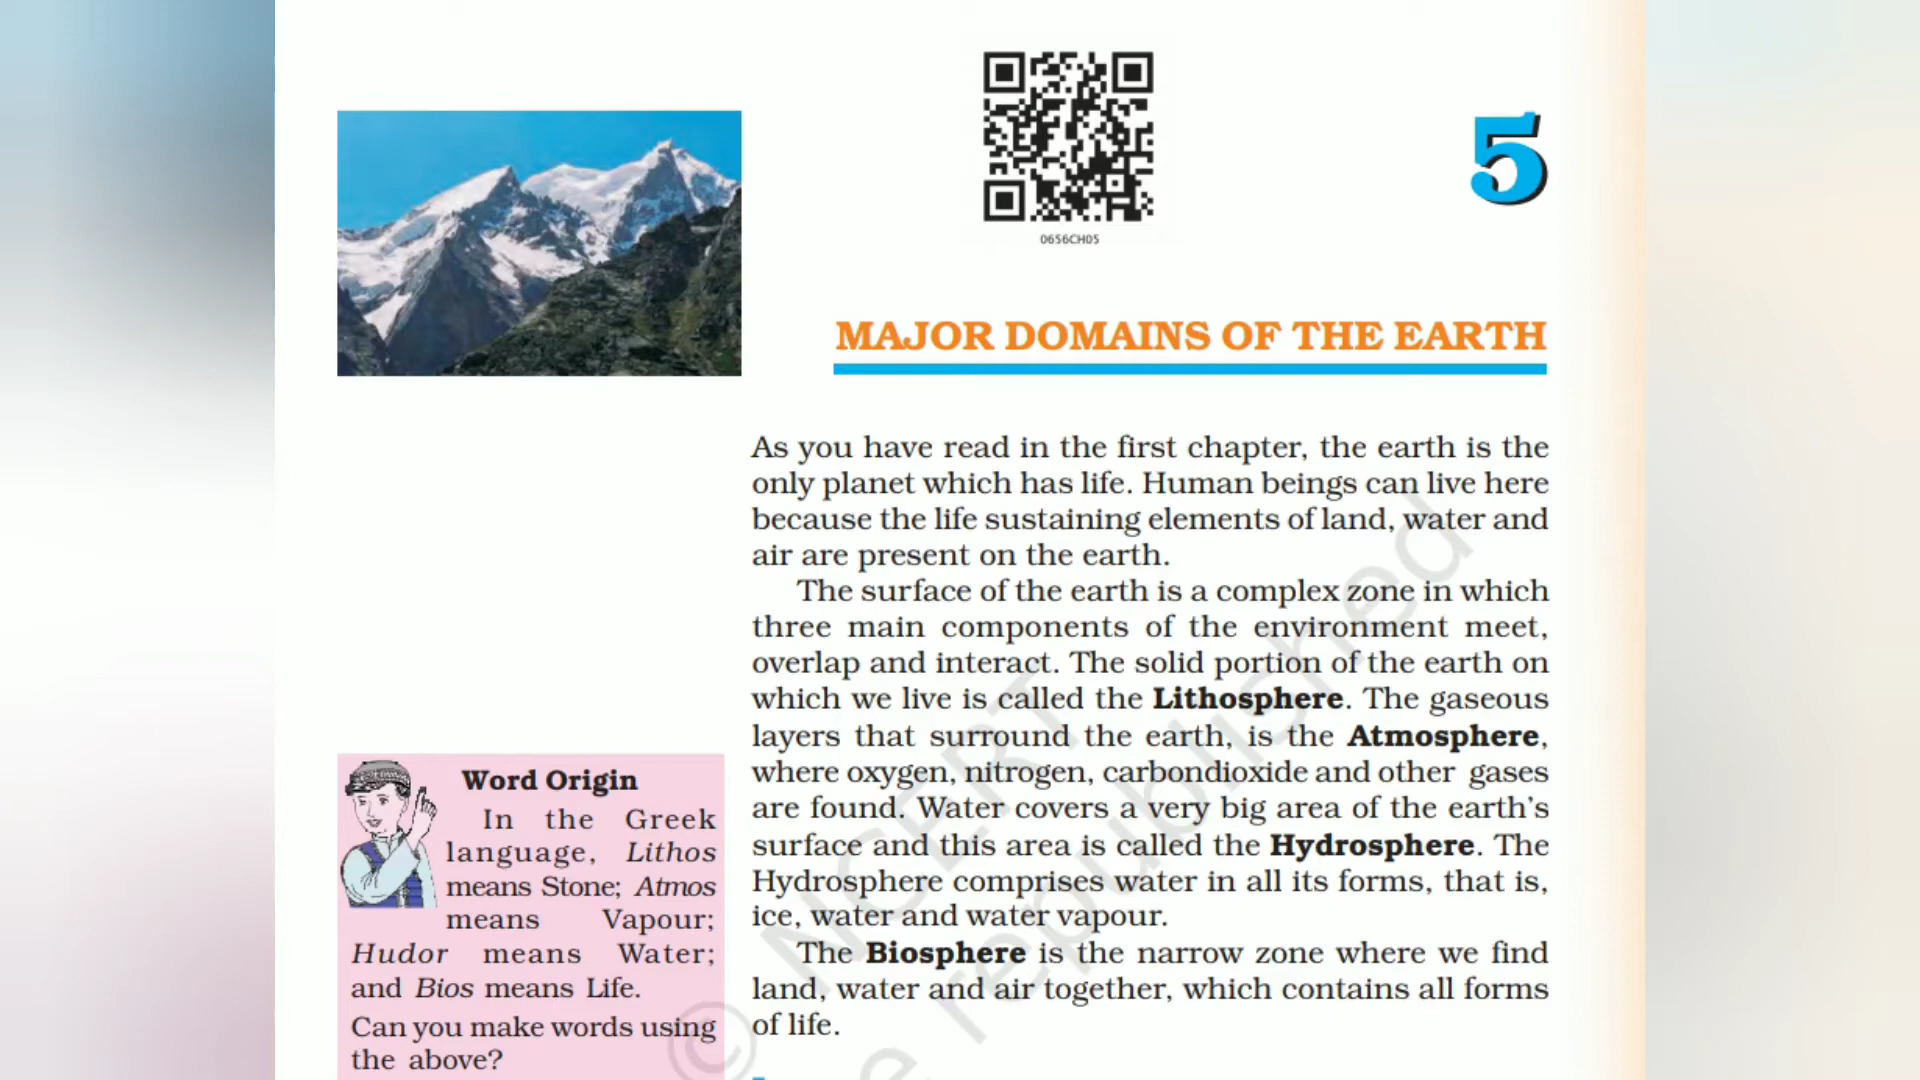 0656CH05
5
MAJOR DOMAINS OF THE EARTH
As you have read in the first chapter, the earth is the
only planet which has life. Human beings can live here
because the life sustaining elements of land, water and
air are present on the earth.
The surface of the earth is a complex zone in which
three main components of the environment meet,
overlap and interact. The solid portion of the earth on
which we live is called the Lithosphere. The gaseous
layers that surround the earth, is the Atmosphere,
where oxygen, nitrogen, carbondioxide and other gases
are found. Water covers a very big area of the earth’s
surface and this area is called the Hydrosphere. The
Hydrosphere comprises water in all its forms, that is,
ice, water and water vapour.
The Biosphere is the narrow zone where we find
land, water and air together, which contains all forms
of life.
Word Origin
In the Greek
language, Lithos
means Stone; Atmos
means Vapour;
Hudor means Water;
and Bios means Life.
Can you make words using
the above?
© NCERT
e republished